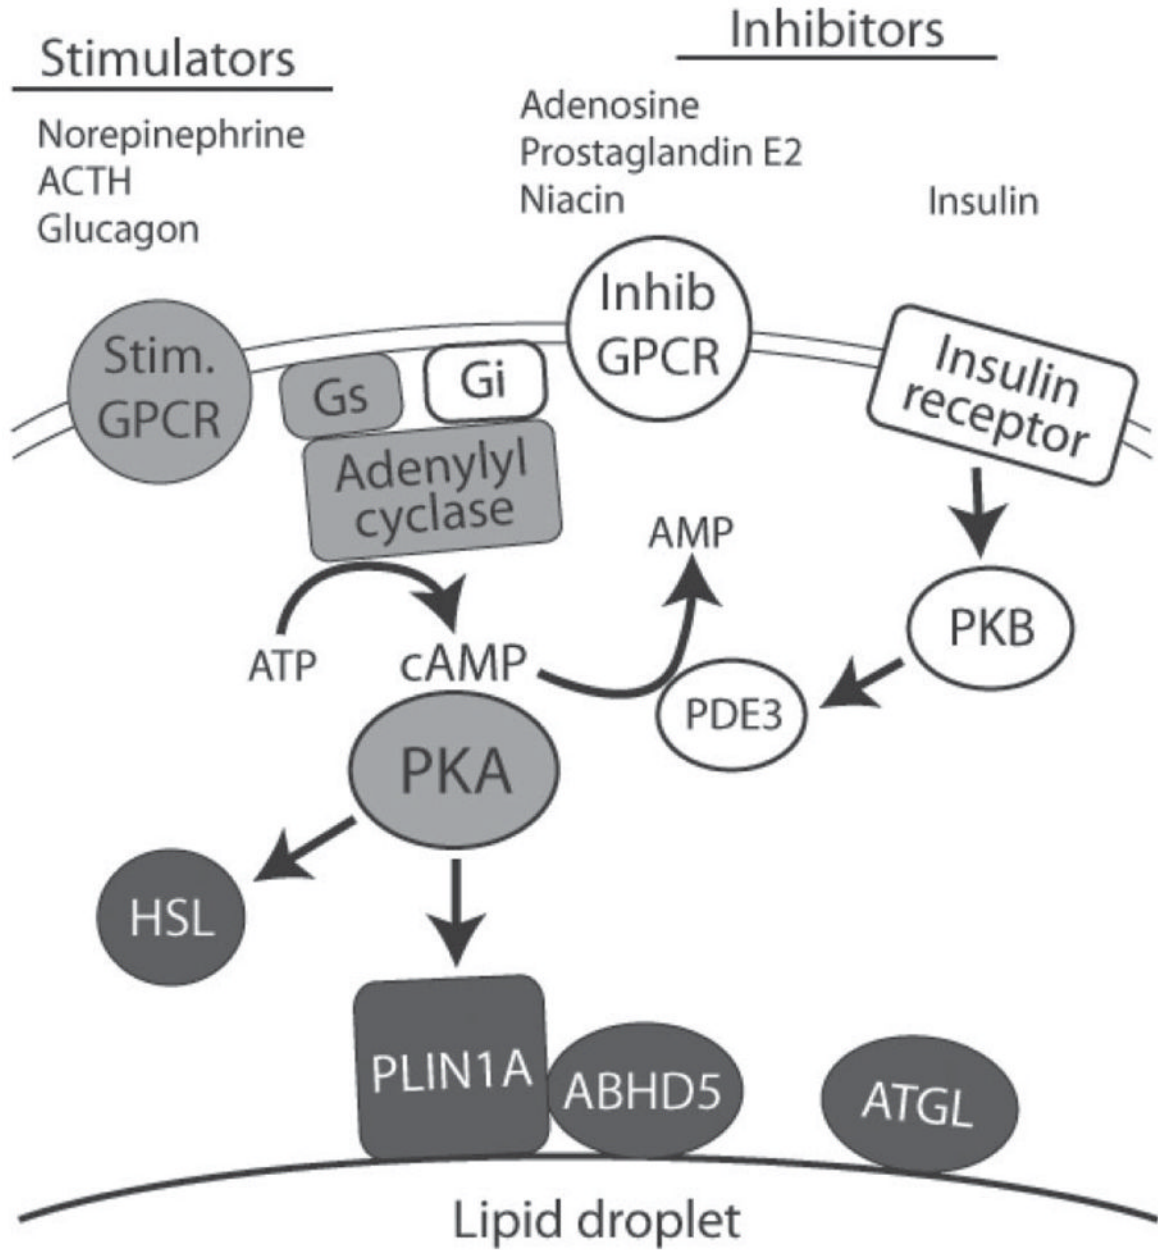 Stimulators
Inhibitors
Norepinephrine
ACTH
Glucagon
Adenosine
Prostaglandin E2
Niacin
Insulin
Stim.
GPCR
Gs
Gi
Inhib
GPCR
Insulin
receptor
Adenylyl
cyclase
AMP
ATP
cAMP
PKB
PDE3
PKA
HSL
PLIN1A
ABHD5
ATGL
Lipid droplet